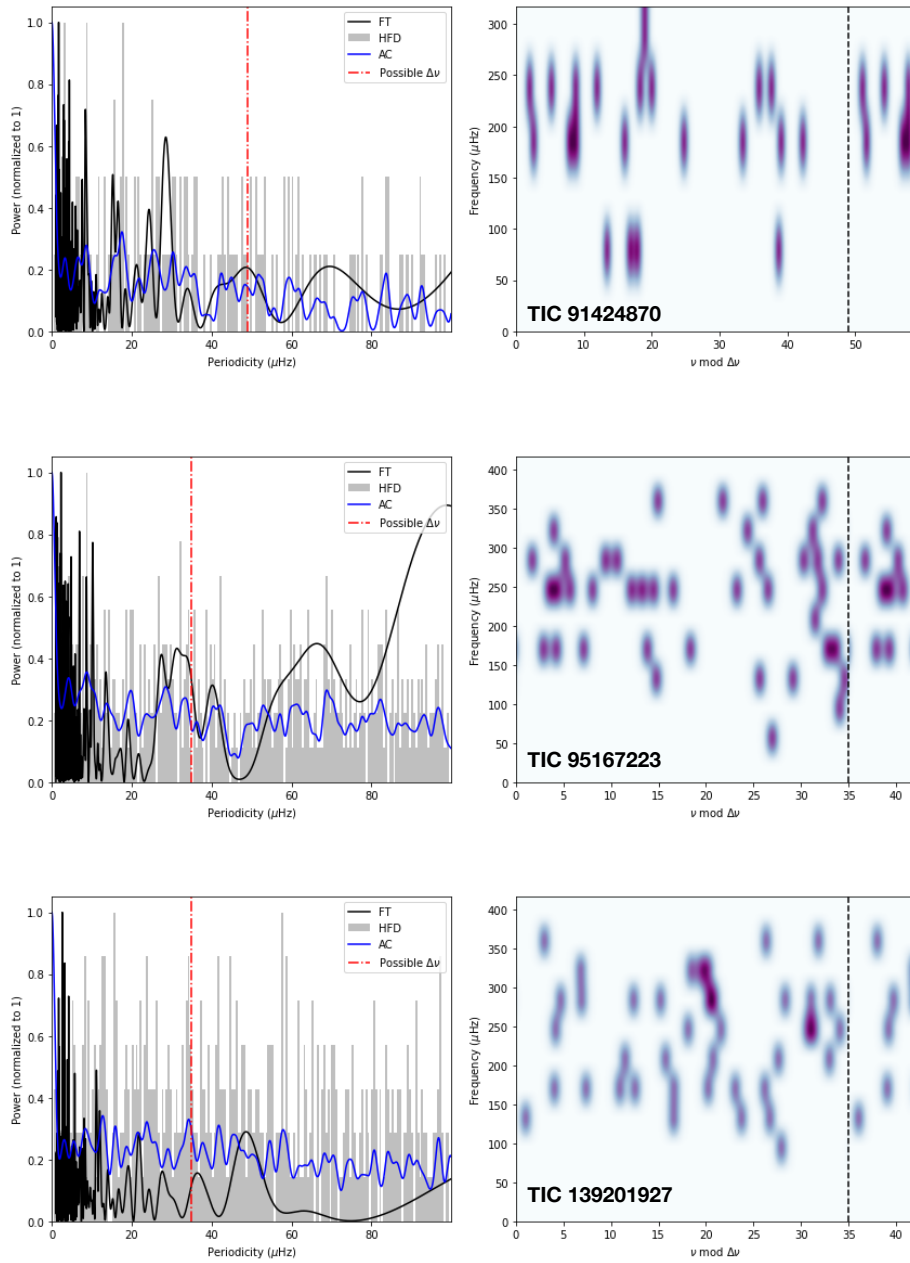 1.0
0.8
0.6
0.4
0.2
0.0
Power (normalized to 1)
0 20 40 60 80
Periodicity (μHz)
FT
HFD
AC
Possible Δν
300
250
200
150
100
50
0
Frequency (μHz)
0 10 20 30 40 50
ν mod Δν
TIC 91424870
1.0
0.8
0.6
0.4
0.2
0.0
Power (normalized to 1)
0 20 40 60 80
Periodicity (μHz)
FT
HFD
AC
Possible Δν
400
350
300
250
200
150
100
50
0
Frequency (μHz)
0 5 10 15 20 25 30 35 40
ν mod Δν
TIC 95167223
1.0
0.8
0.6
0.4
0.2
0.0
Power (normalized to 1)
0 20 40 60 80
Periodicity (μHz)
FT
HFD
AC
Possible Δν
400
350
300
250
200
150
100
50
0
Frequency (μHz)
0 5 10 15 20 25 30 35 40
ν mod Δν
TIC 139201927